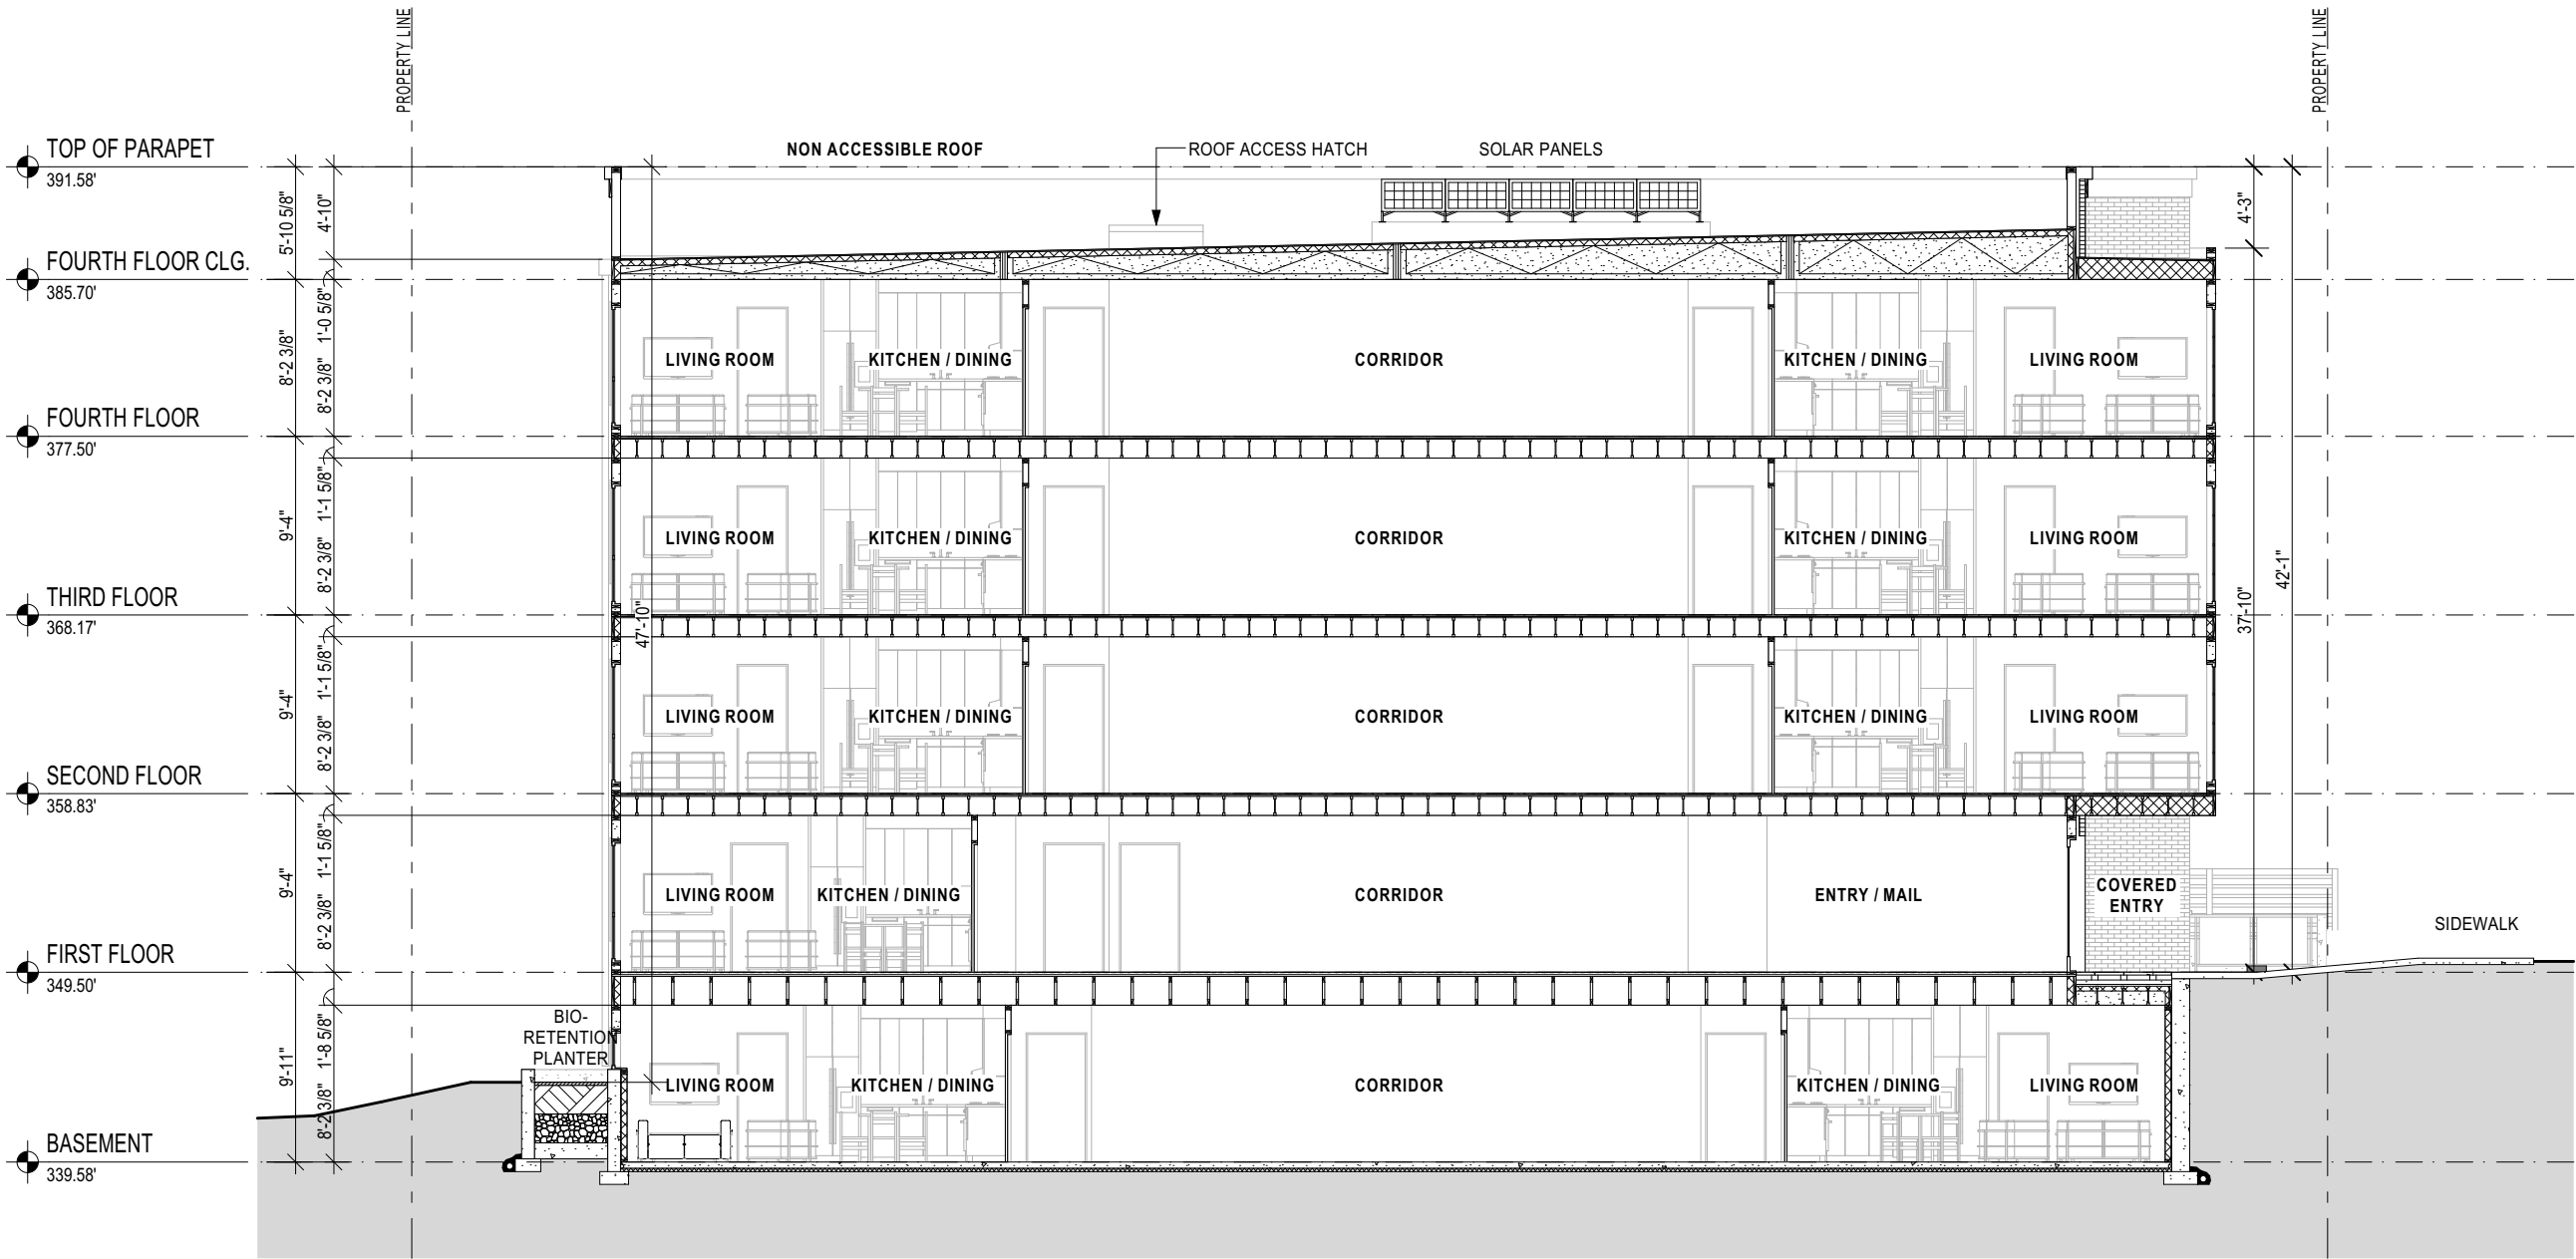 PROPERTY LINE
PROPERTY LINE
TOP OF PARAPET
391.58'
NON ACCESSIBLE ROOF
ROOF ACCESS HATCH
SOLAR PANELS
5'-10 5/8"
4'-10"
4'-3"
FOURTH FLOOR CLG.
385.70'
8'-2 3/8"
1'-0 5/8"
8'-2 3/8"
LIVING ROOM
KITCHEN / DINING
CORRIDOR
KITCHEN / DINING
LIVING ROOM
FOURTH FLOOR
377.50'
9'-4"
1'-1 5/8"
8'-2 3/8"
LIVING ROOM
KITCHEN / DINING
CORRIDOR
KITCHEN / DINING
LIVING ROOM
THIRD FLOOR
368.17'
47'-10"
37'-10"
42'-1"
9'-4"
1'-1 5/8"
8'-2 3/8"
LIVING ROOM
KITCHEN / DINING
CORRIDOR
KITCHEN / DINING
LIVING ROOM
SECOND FLOOR
358.83'
9'-4"
1'-1 5/8"
8'-2 3/8"
LIVING ROOM
KITCHEN / DINING
CORRIDOR
ENTRY / MAIL
COVERED
ENTRY
SIDEWALK
FIRST FLOOR
349.50'
9'-11"
1'-8 5/8"
8'-2 3/8"
BIO-
RETENTION
PLANTER
LIVING ROOM
KITCHEN / DINING
CORRIDOR
KITCHEN / DINING
LIVING ROOM
BASEMENT
339.58'